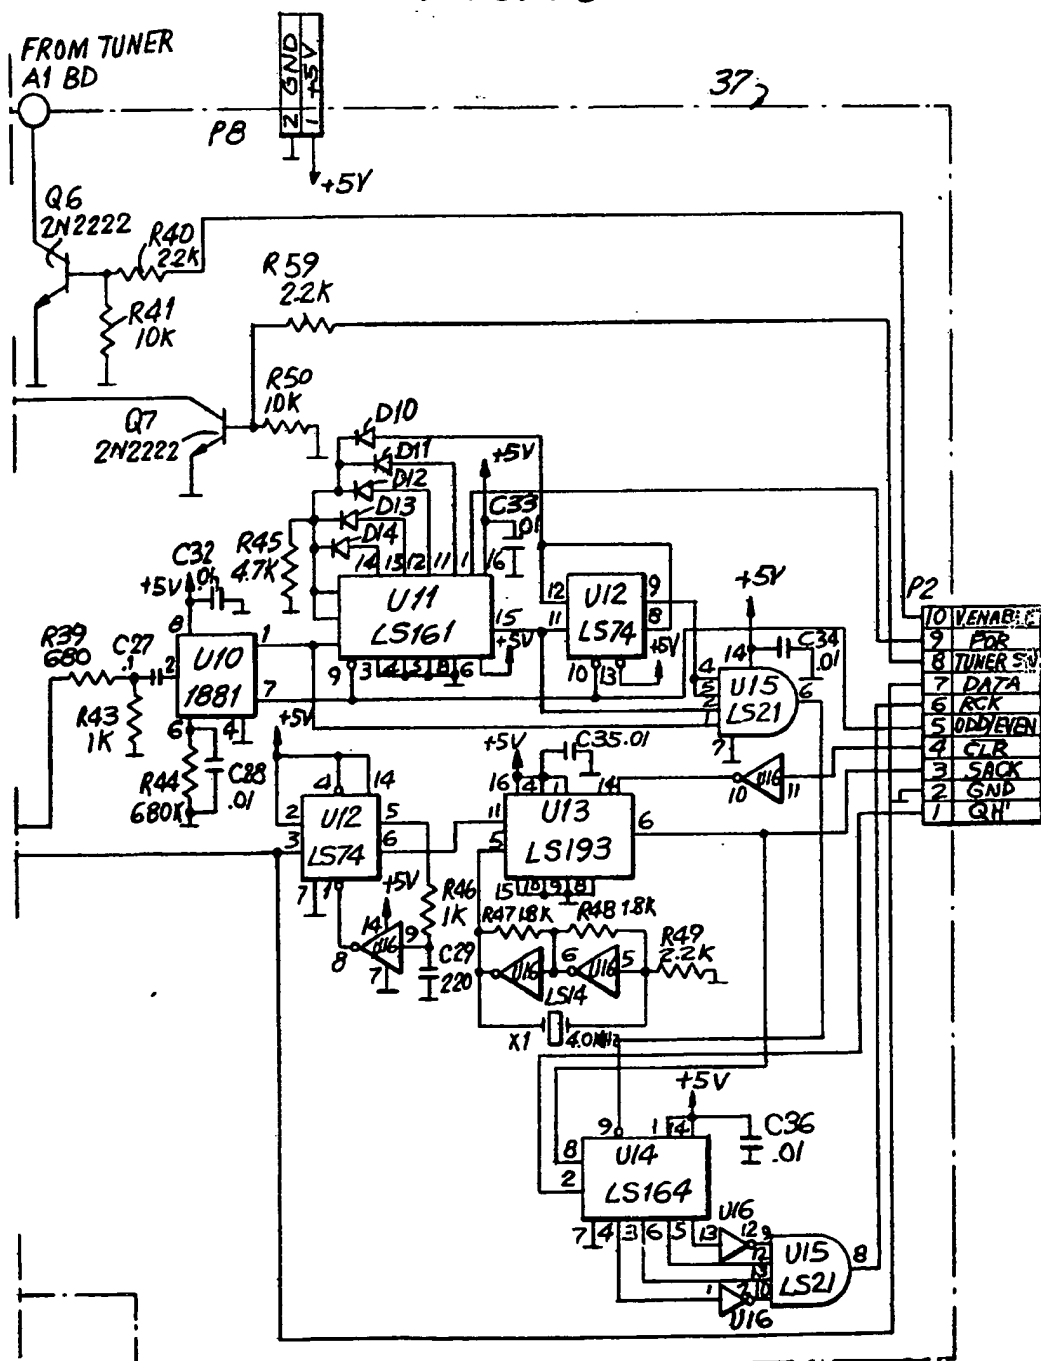 FROM TUNER
A1 BD
2 GND
1 +5V
P8
+5V
37
Q6
2N2222
R40
2.2K
R41
10K
R59
2.2K
R50
10K
Q7
2N2222
D10
D11
D12
D13
D14
+5V
C33
.01
R45
4.7K
14 13 12 11 1 16
U11
LS161
15
+5V
9 3 4 5 8 6
C32
+5V
8
R39
680
C27
.1
2
U10
1881
1
7
6 4
R43
1K
R44
680K
C28
.01
12
11
U12
LS74
9
8
10 13
+5V
+5V
14
C34
.01
4
5
2
1
U15
LS21
6
7
P2
10 V.ENABLE
9 POR
8 TUNER 5V
7 DATA
6 RCK
5 ODD/EVEN
4 CLR
3 SACK
2 GND
1 QH'
+5V
4 14
2
3
U12
LS74
5
6
7 1
+5V
14
U16
8 9
7
R46
1K
C29
220
+5V
C35 .01
16 4 1 14
11
5
U13
LS193
6
15 10 9 8
U16
10 11
R47 1.8K
R48 1.8K
R49
2.2K
U16
6
U16
5
LS14
X1
4.0MHz
+5V
C36
.01
9 1 14
8
2
U14
LS164
7 4 3 6 5 13
U16
12 9
12
13
10
U15
LS21
8
1 2
U16